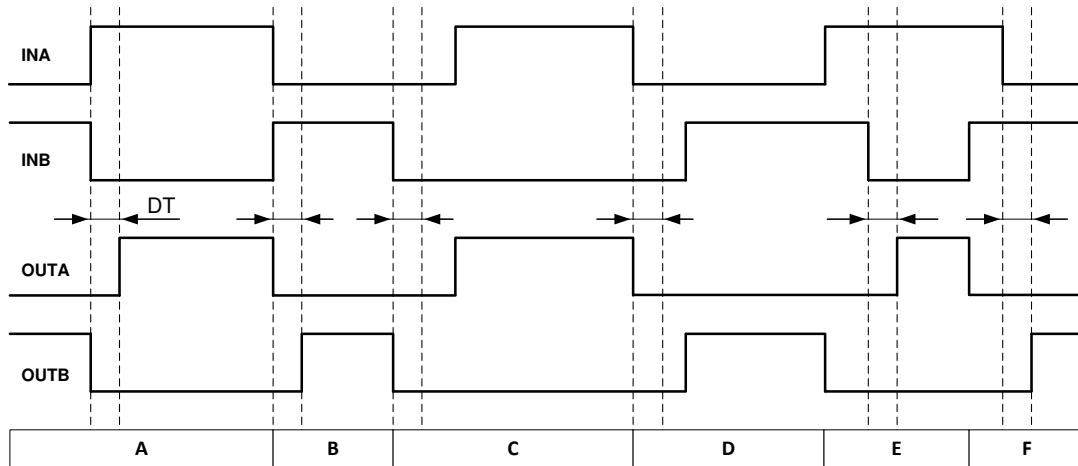 INA
INB
DT
OUTA
OUTB
A B C D E F